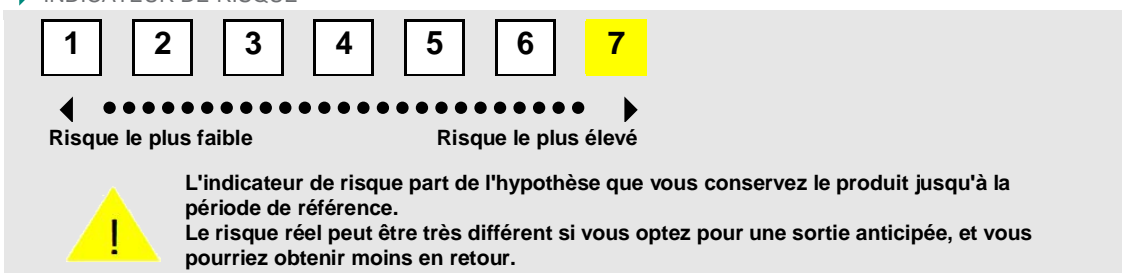 INDICATEUR DE RISQUE
1 2 3 4 5 6 7
Risque le plus faible Risque le plus élevé
L'indicateur de risque part de l'hypothèse que vous conservez le produit jusqu'à la
période de référence.
Le risque réel peut être très différent si vous optez pour une sortie anticipée, et vous
pourriez obtenir moins en retour.
!